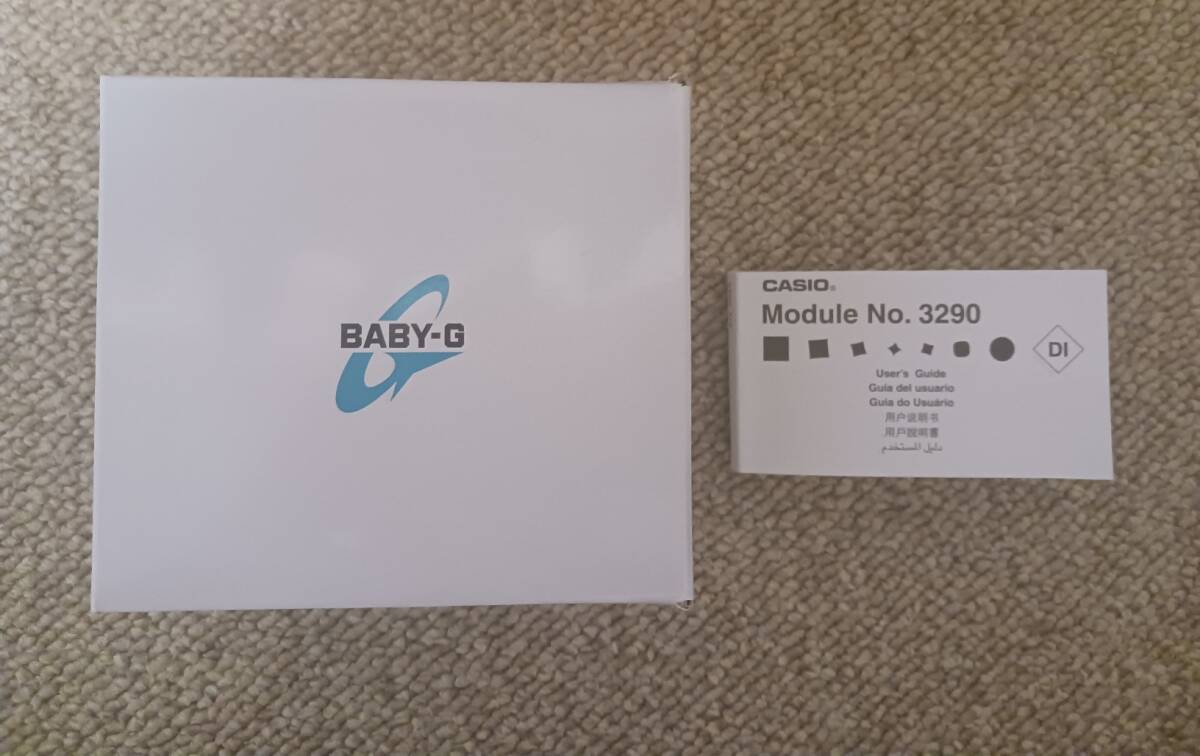 BABY-G
CASIO®
Module No. 3290
DI
User's Guide
Guía del usuario
Guia do Usuário
用户说明书
用戶說明書
دليل المستخدم